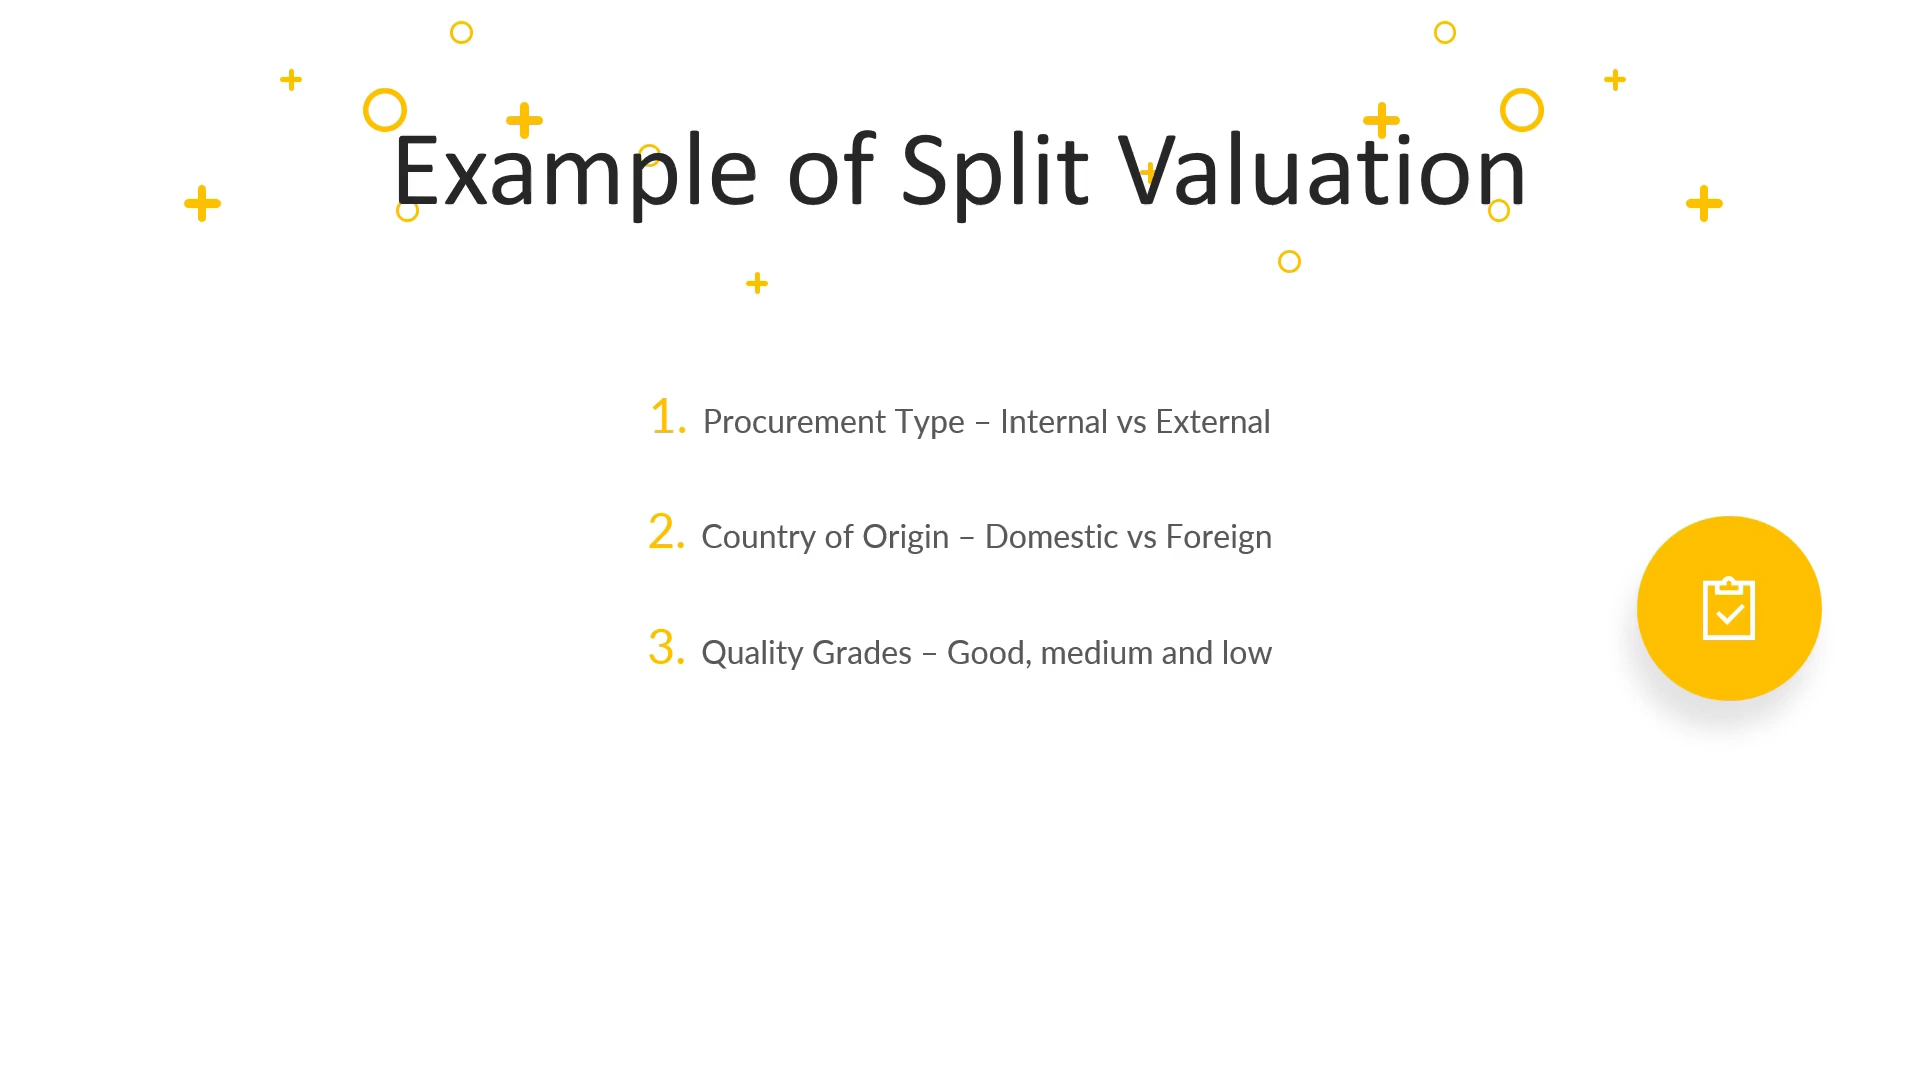 Example of Split Valuation
1. Procurement Type – Internal vs External
2. Country of Origin – Domestic vs Foreign
3. Quality Grades – Good, medium and low